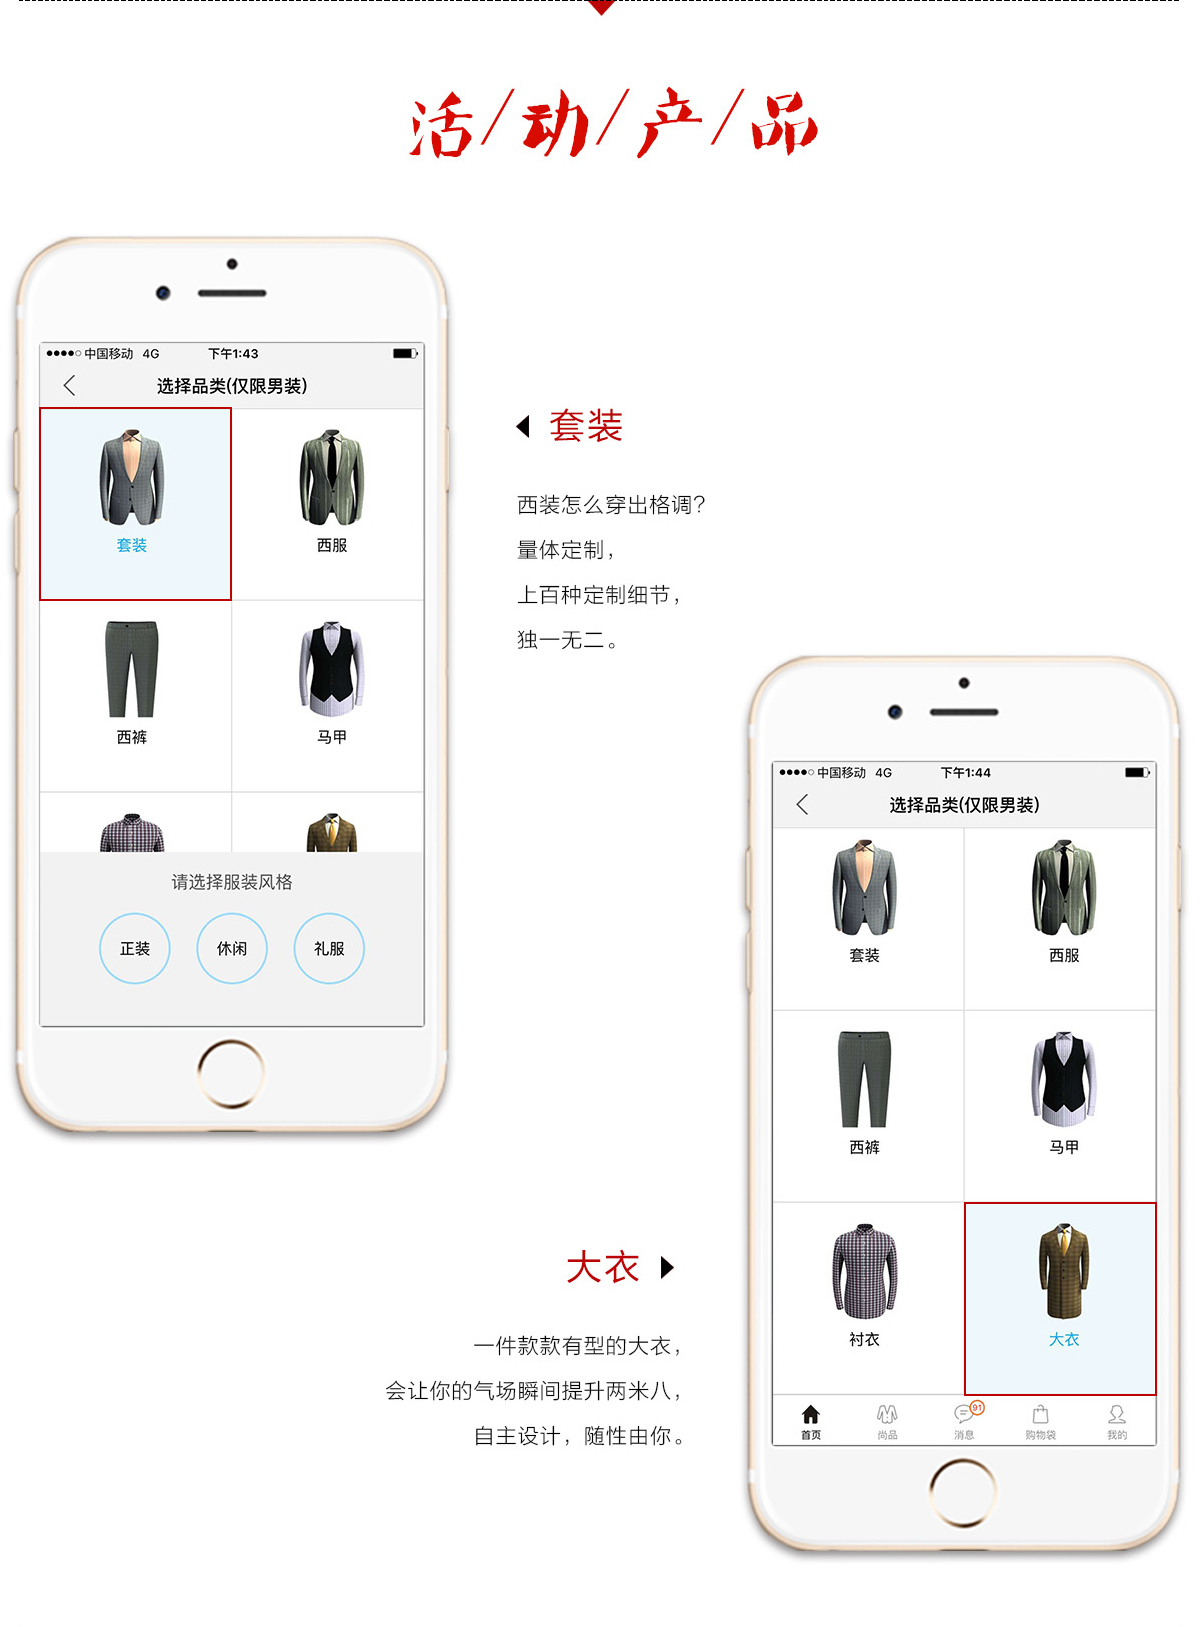 活/动/产/品
中国移动 4G 下午1:43
选择品类(仅限男装)
套装
西服
西裤
马甲
请选择服装风格
正装
休闲
礼服
套装
西装怎么穿出格调?
量体定制,
上百种定制细节,
独一无二。
中国移动 4G 下午1:44
选择品类(仅限男装)
套装
西服
西裤
马甲
衬衣
大衣
91
首页
尚品
消息
购物袋
我的
大衣
一件款款有型的大衣,
会让你的气场瞬间提升两米八,
自主设计, 随性由你。